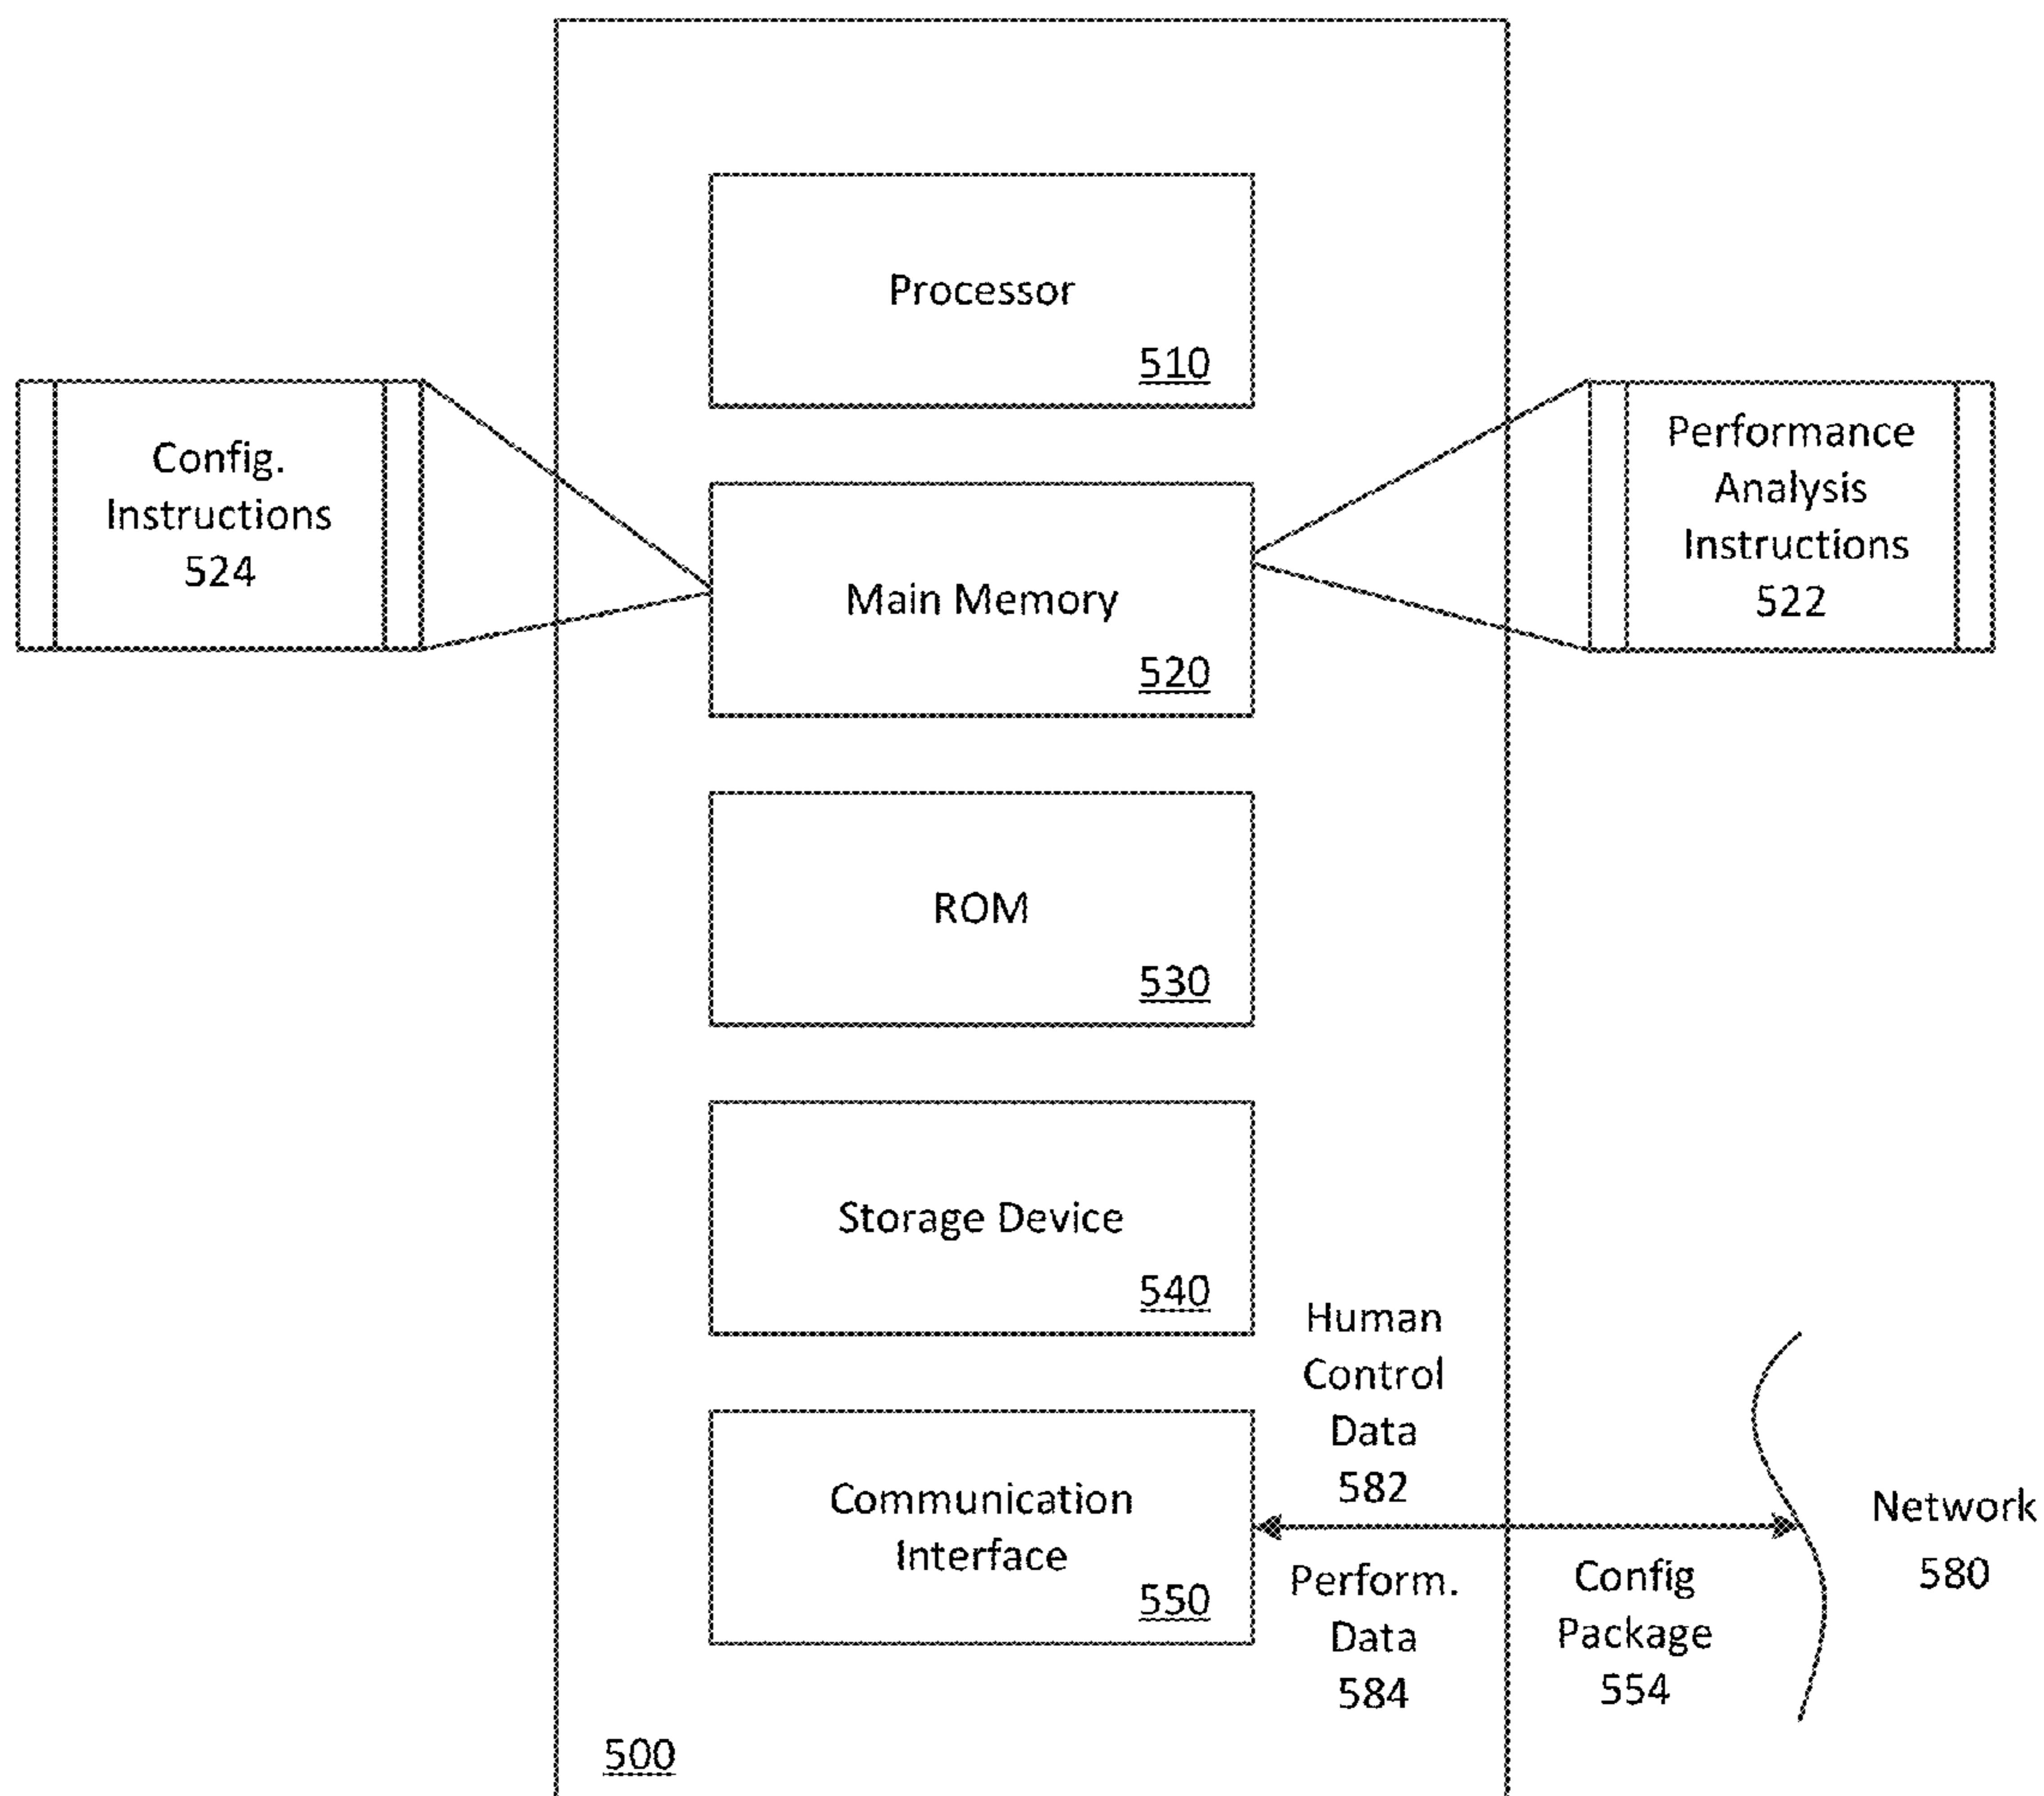 Processor
510
Config.
Instructions
524
Performance
Analysis
Instructions
522
Main Memory
520
ROM
530
Storage Device
540
Human
Control
Data
582
Communication
Interface
550
Network
580
Perform.
Data
584
Config
Package
554
500